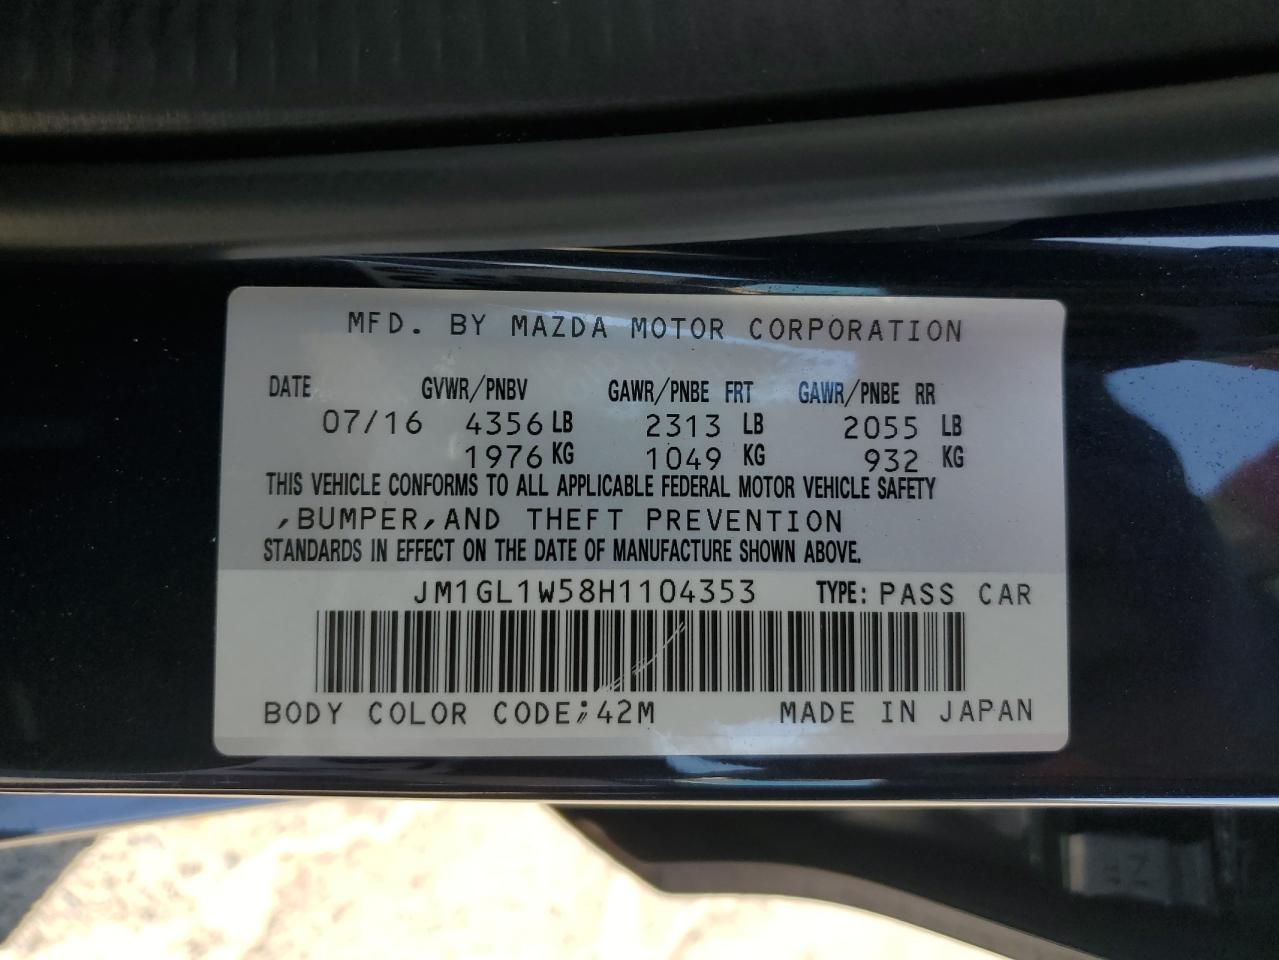 MFD. BY MAZDA MOTOR CORPORATION
DATE GVWR/PNBV GAWR/PNBE FRT GAWR/PNBE RR
07/16 4356 LB 2313 LB 2055 LB
1976 KG 1049 KG 932 KG
THIS VEHICLE CONFORMS TO ALL APPLICABLE FEDERAL MOTOR VEHICLE SAFETY
,BUMPER,AND THEFT PREVENTION
STANDARDS IN EFFECT ON THE DATE OF MANUFACTURE SHOWN ABOVE.
JM1GL1W58H1104353 TYPE: PASS CAR
BODY COLOR CODE: 42M MADE IN JAPAN